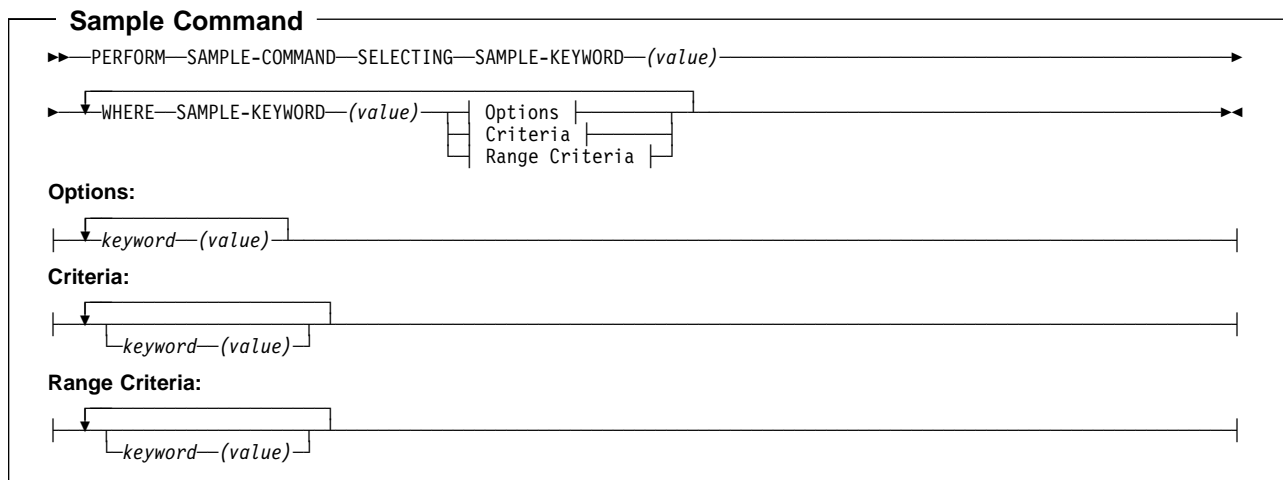 Sample Command
PERFORM SAMPLE-COMMAND SELECTING SAMPLE-KEYWORD (value)
WHERE SAMPLE-KEYWORD (value) Options
Criteria
Range Criteria
Options:
keyword (value)
Criteria:
keyword (value)
Range Criteria:
keyword (value)